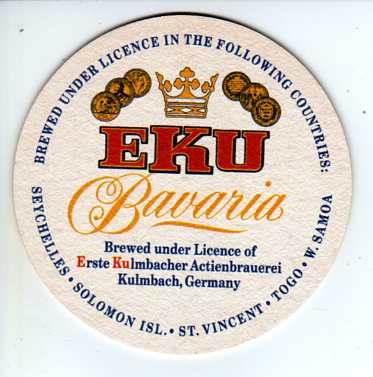 BREWED UNDER LICENCE IN THE FOLLOWING COUNTRIES:
EKU
Bavaria
Brewed under Licence of
Erste Kulmbacher Actienbrauerei
Kulmbach, Germany
SEYCHELLES • SOLOMON ISL. • ST. VINCENT • TOGO • W. SAMOA